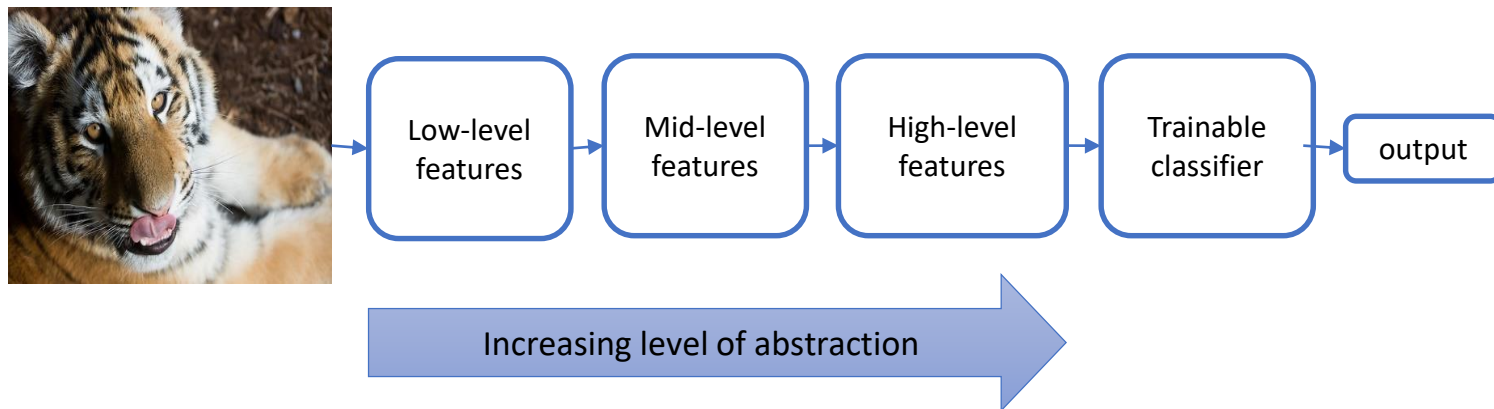 Low-level
features
Mid-level
features
High-level
features
Trainable
classifier
output
Increasing level of abstraction